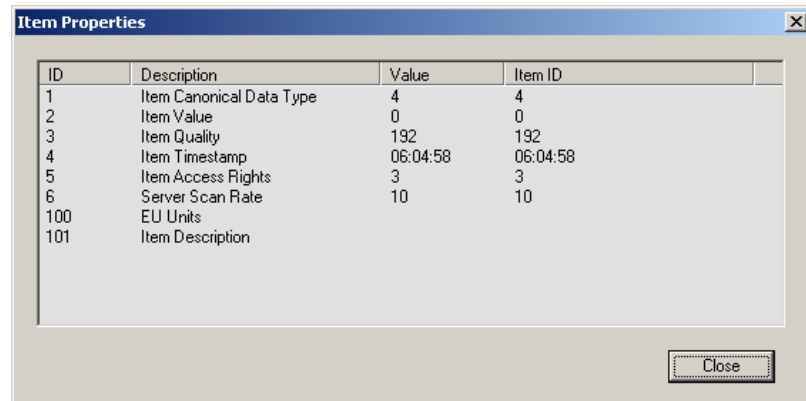 Item Properties
ID Description Value Item ID
1 Item Canonical Data Type 4 4
2 Item Value 0 0
3 Item Quality 192 192
4 Item Timestamp 06:04:58 06:04:58
5 Item Access Rights 3 3
6 Server Scan Rate 10 10
100 EU Units
101 Item Description
Close